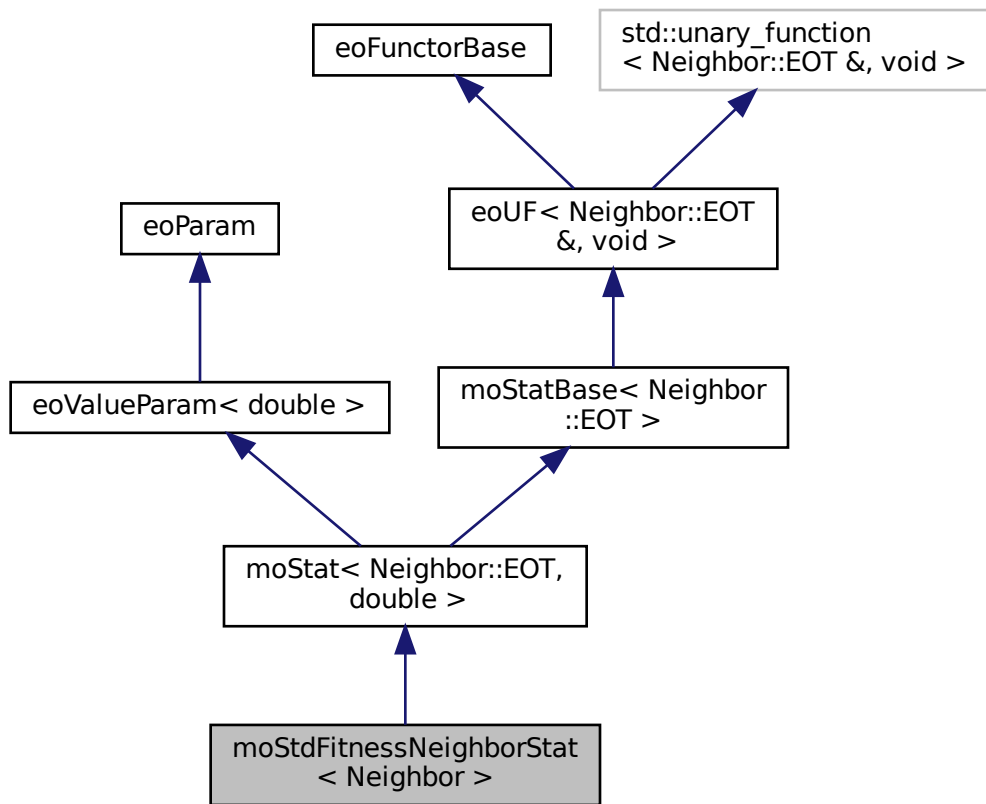 eoFunctorBase
std::unary_function
< Neighbor::EOT &, void >
eoParam
eoUF< Neighbor::EOT
&, void >
eoValueParam< double >
moStatBase< Neighbor
::EOT >
moStat< Neighbor::EOT,
double >
moStdFitnessNeighborStat
< Neighbor >